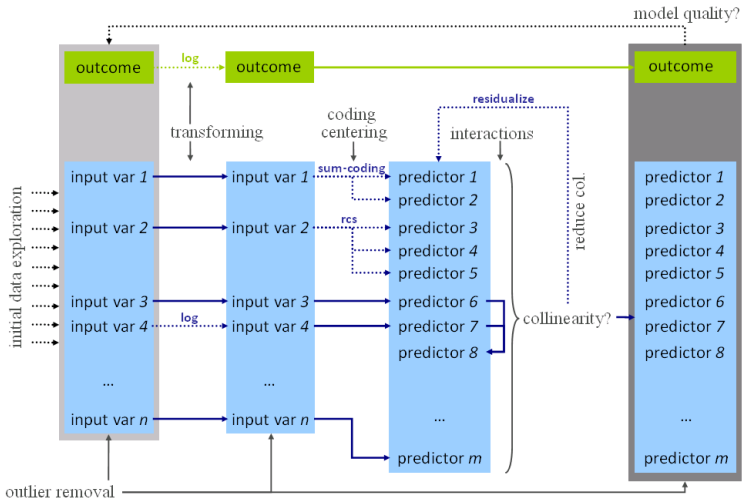 model quality?
outcome
log
outcome
outcome
transforming
coding
centering
residualize
interactions
input var 1
input var 1
sum-coding
predictor 1
predictor 1
predictor 2
predictor 2
input var 2
input var 2
rcs
predictor 3
predictor 3
predictor 4
predictor 4
predictor 5
predictor 5
reduce col.
initial data exploration
input var 3
input var 3
predictor 6
predictor 6
input var 4
log
input var 4
predictor 7
collinearity?
predictor 7
predictor 8
predictor 8
...
...
...
...
input var n
input var n
predictor m
predictor m
outlier removal